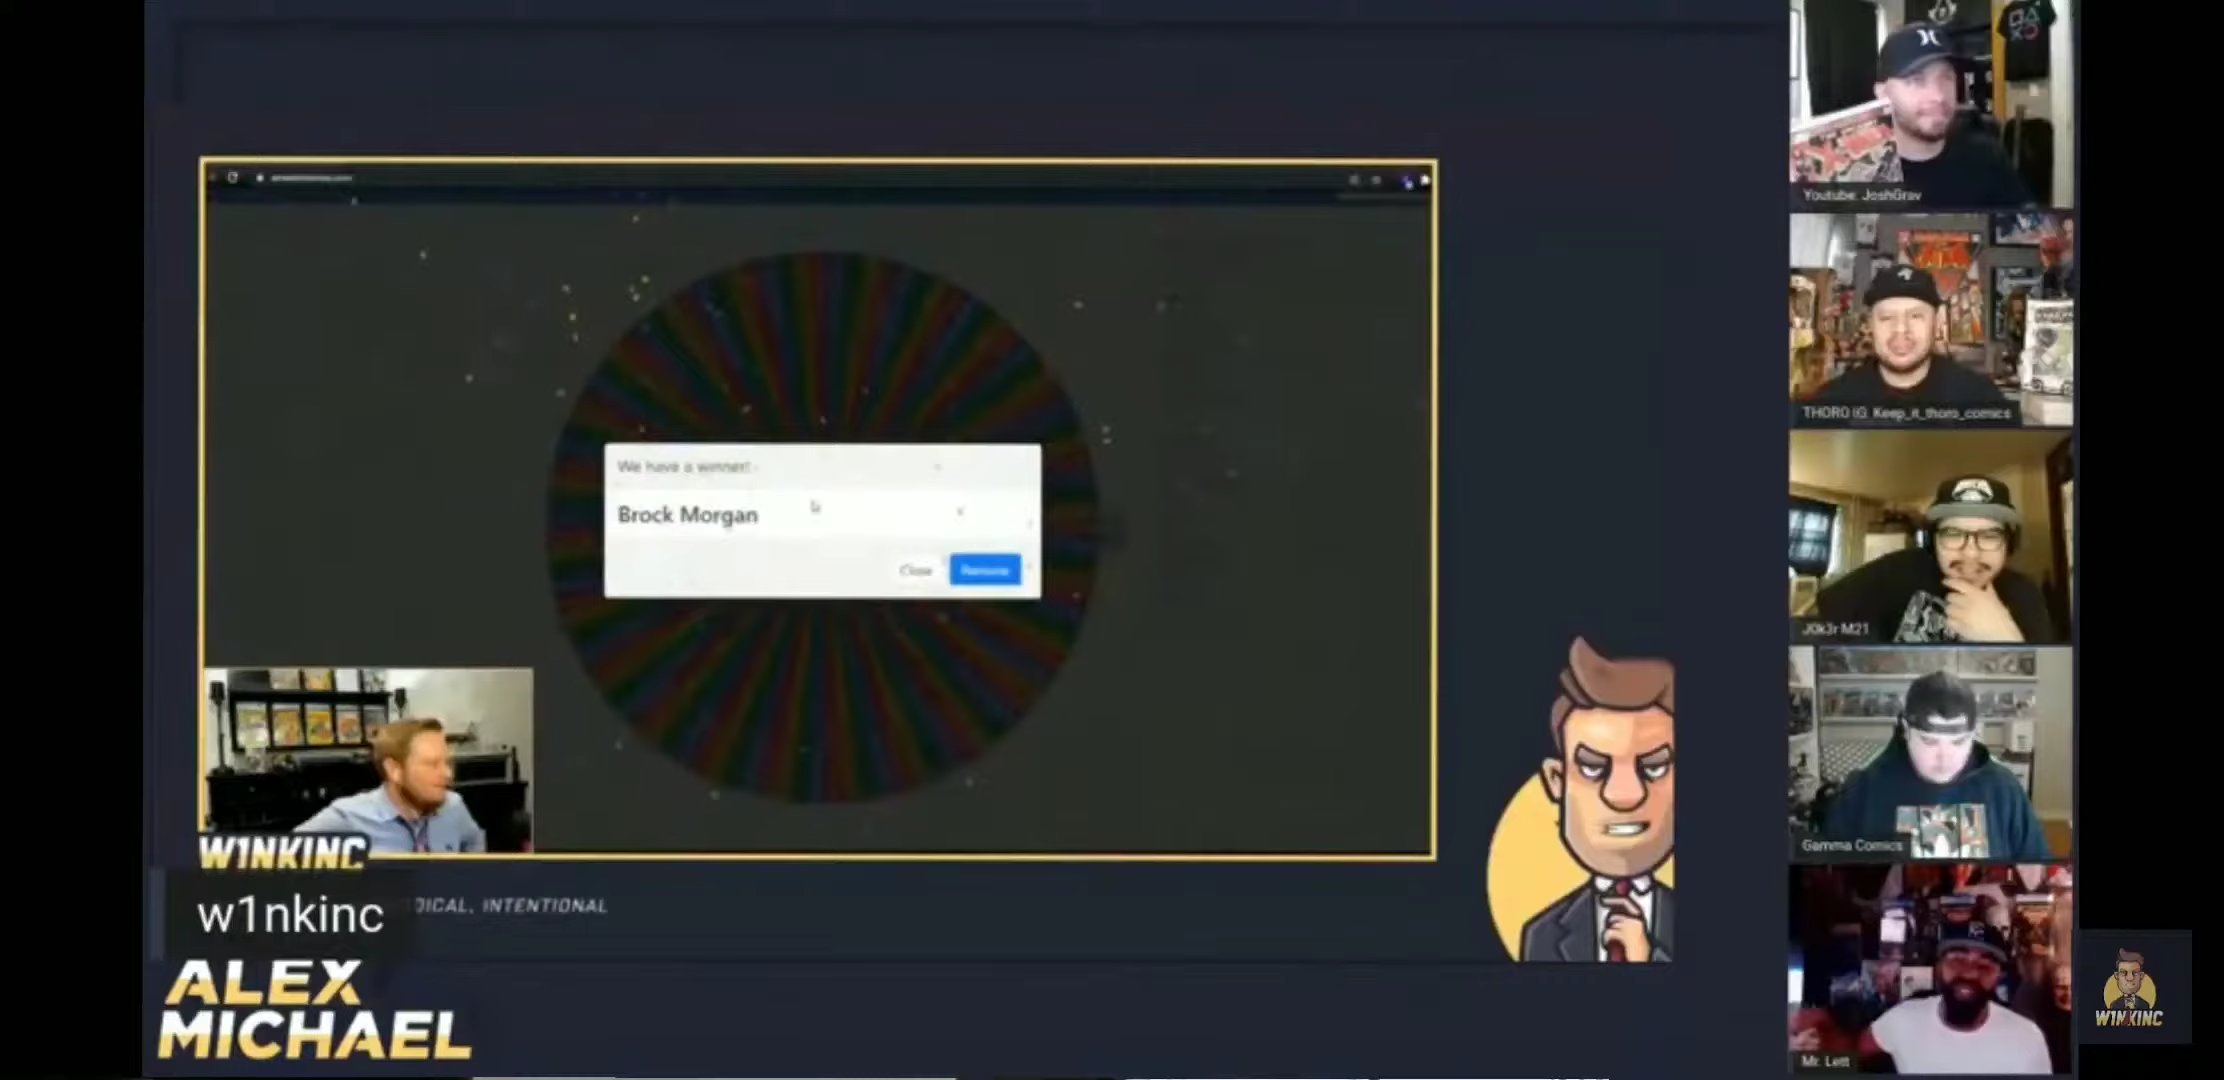 We have a winner!
Brock Morgan
Close
Remove
W1NKINC
w1nkinc
DICAL, INTENTIONAL
ALEX
MICHAEL
Youtube: JoshGrav
THORO IG: Keep_it_thoro_comics
J0k3r M21
Gamma Comics
Mr. Lett
W1NKINC